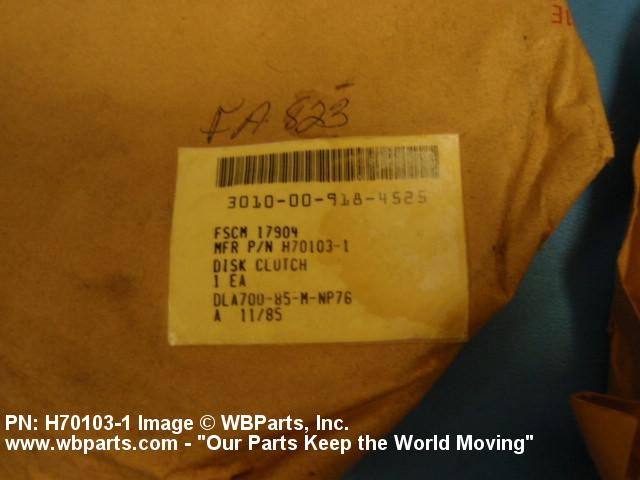 FA 823
3010-00-918-4525
FSCM 17904
MFR P/N H70103-1
DISK CLUTCH
1 EA
DLA700-85-M-NP76
A 11/85
PN: H70103-1 Image © WBParts, Inc.
www.wbparts.com - "Our Parts Keep the World Moving"